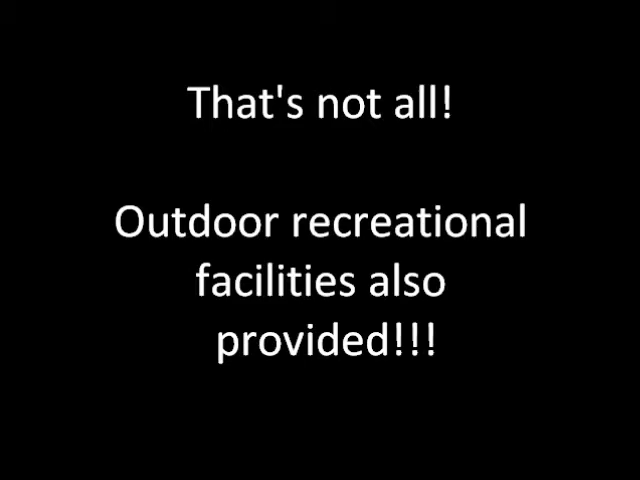 That's not all!
Outdoor recreational
facilities also
provided!!!